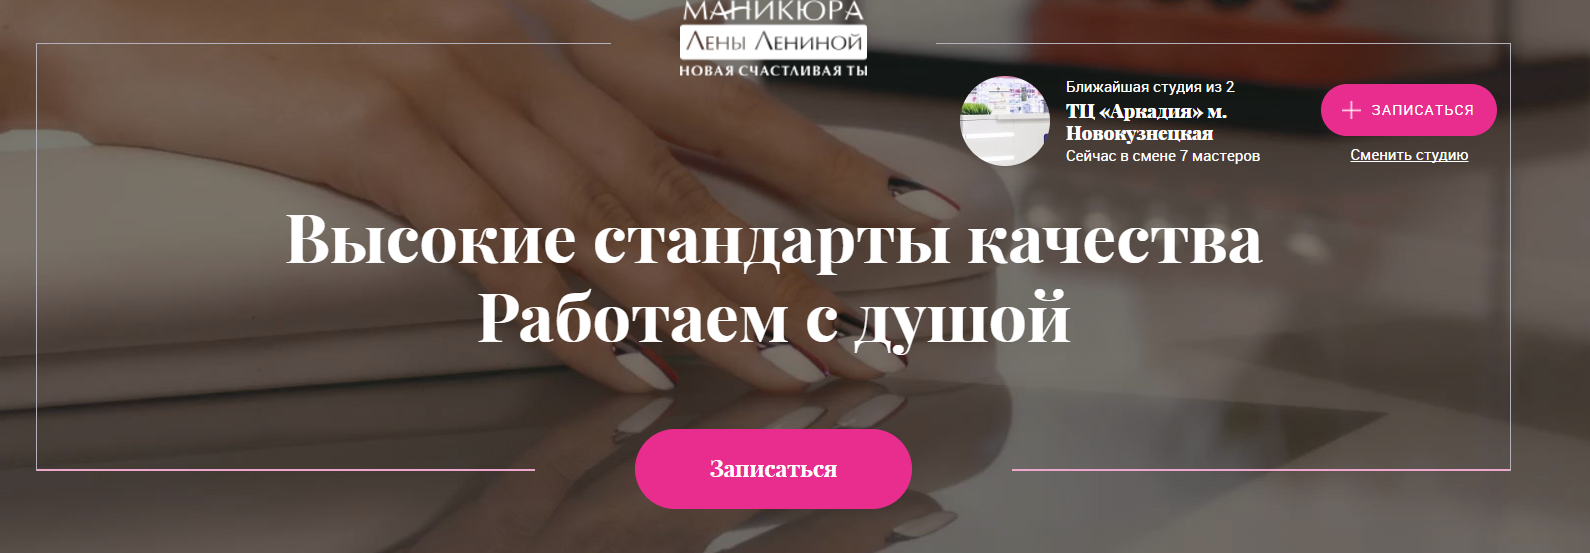 МАНИКЮРА
ЛЕНЫ ЛЕНИНОЙ
НОВАЯ СЧАСТЛИВАЯ ТЫ
Ближайшая студия из 2
ТЦ «Аркадия» м.
Новокузнецкая
Сейчас в смене 7 мастеров
ЗАПИСАТЬСЯ
Сменить студию
Высокие стандарты качества
Работаем с душой
Записаться